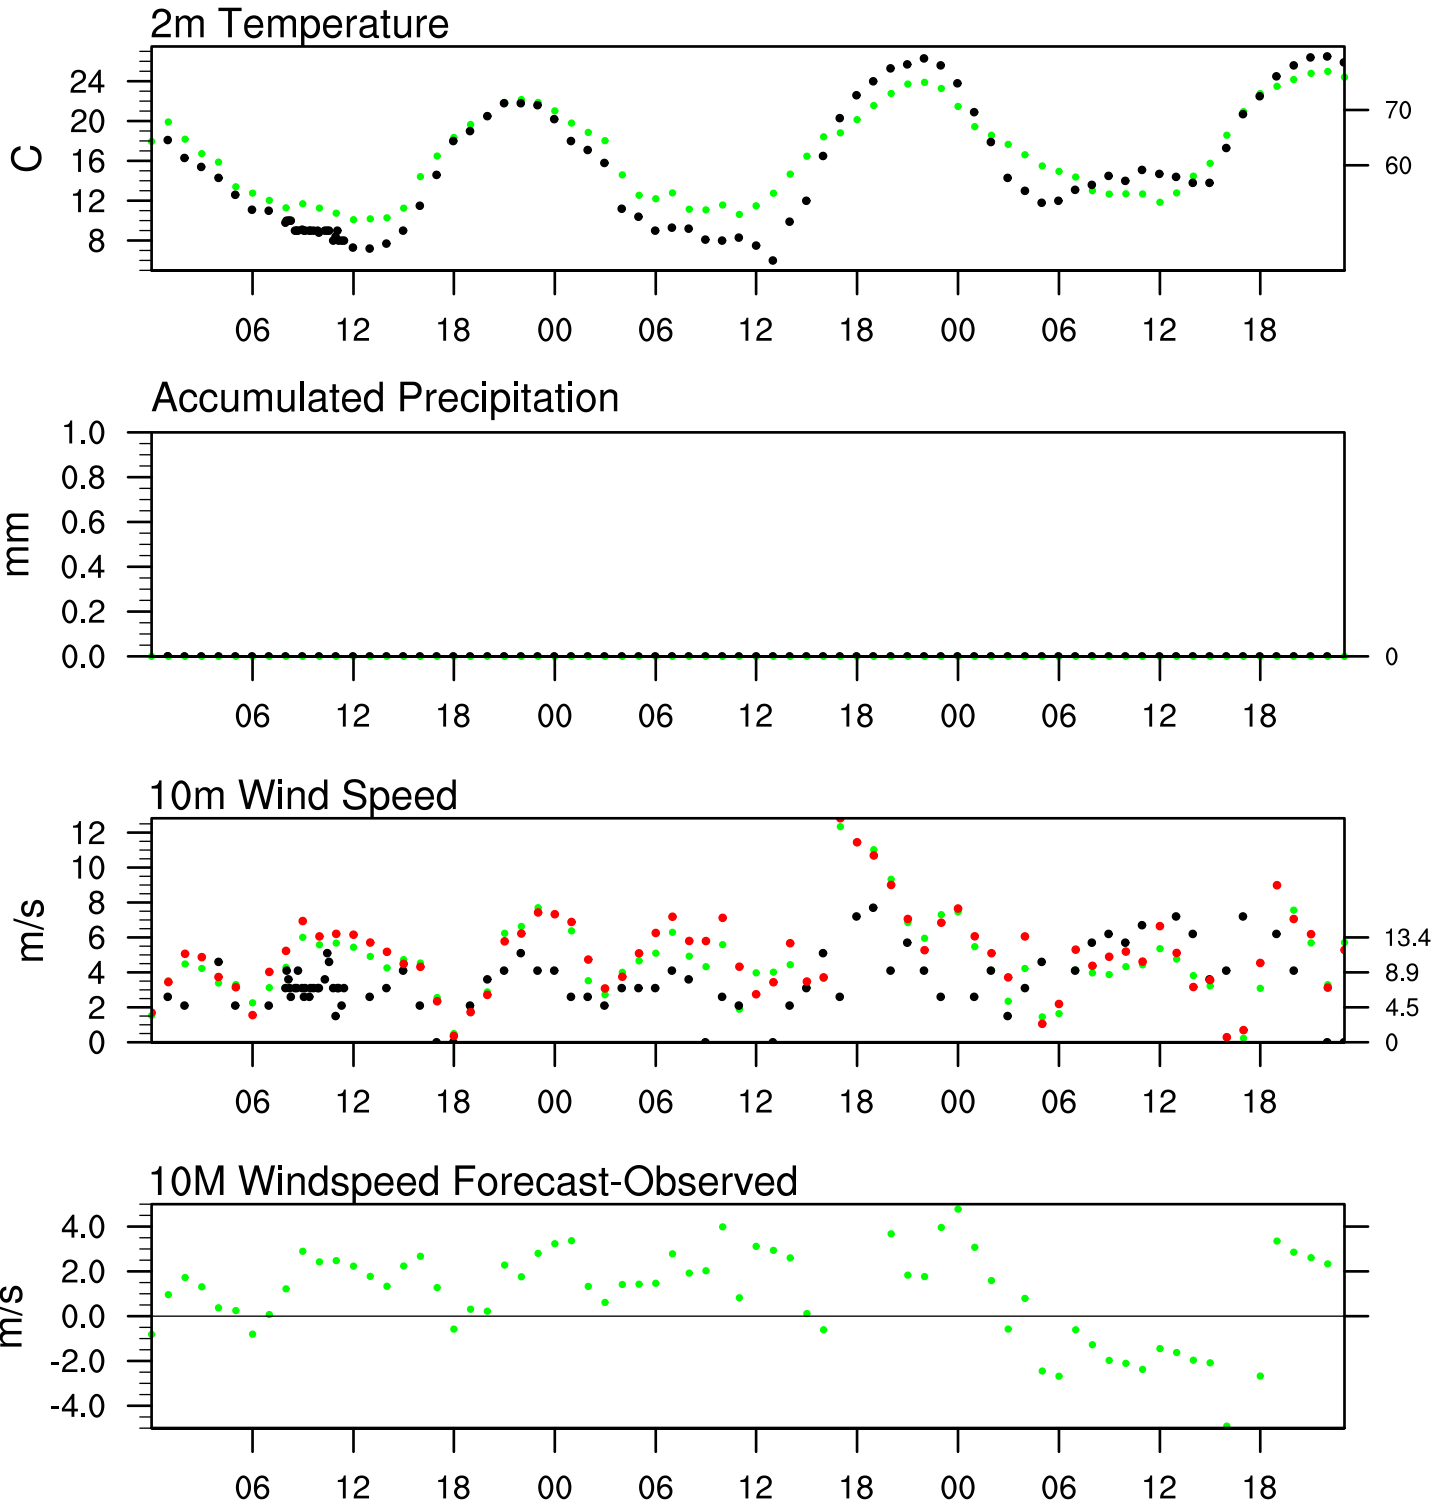 2m Temperature
24
20
16
12
8
C
70
60
06 12 18 00 06 12 18 00 06 12 18
Accumulated Precipitation
1.0
0.8
0.6
0.4
0.2
0.0
mm
0
06 12 18 00 06 12 18 00 06 12 18
10m Wind Speed
12
10
8
6
4
2
0
m/s
13.4
8.9
4.5
0
06 12 18 00 06 12 18 00 06 12 18
10M Windspeed Forecast-Observed
4.0
2.0
0.0
-2.0
-4.0
m/s
06 12 18 00 06 12 18 00 06 12 18